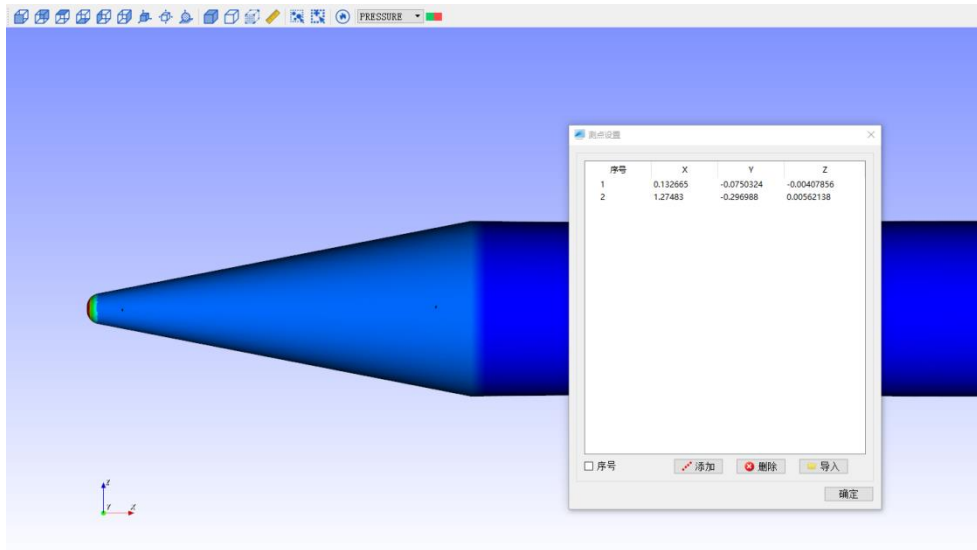 PRESSURE
测点设置
序号 X Y Z
1 0.132665 -0.0750324 -0.00407856
2 1.27483 -0.296988 0.00562138
序号 添加 删除 导入
确定
Z
Y X